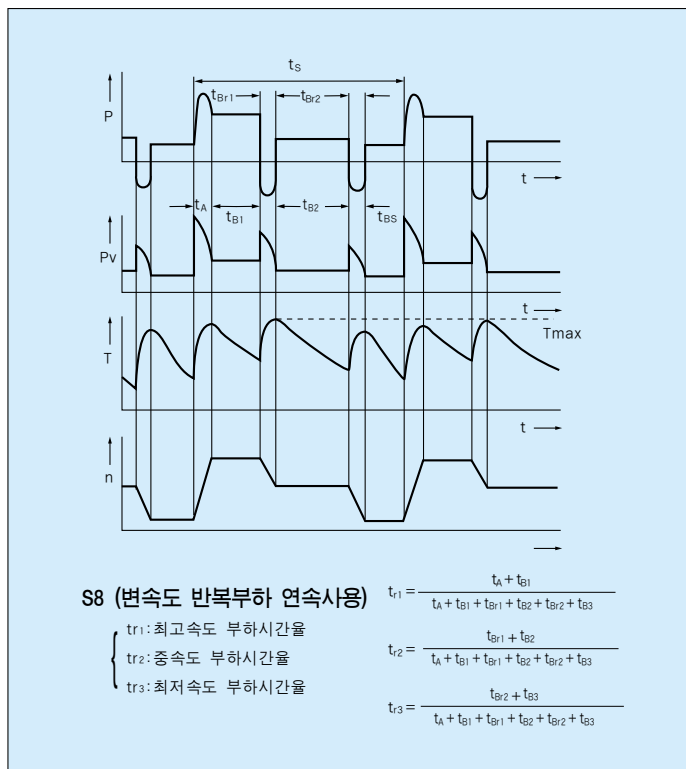 tS
tBr1 tBr2
P
t
tA tB1 tB2 tBS
Pv
t
Tmax
T
t
n
S8 (변속도 반복부하 연속사용)
tr1:최고속도 부하시간율
tr2:중속도 부하시간율
tr3:최저속도 부하시간율
tr1= tA+tB1
tA+tB1+tBr1+tB2+tBr2+tB3
tr2= tBr1+tB2
tA+tB1+tBr1+tB2+tBr2+tB3
tr3= tBr2+tB3
tA+tB1+tBr1+tB2+tBr2+tB3